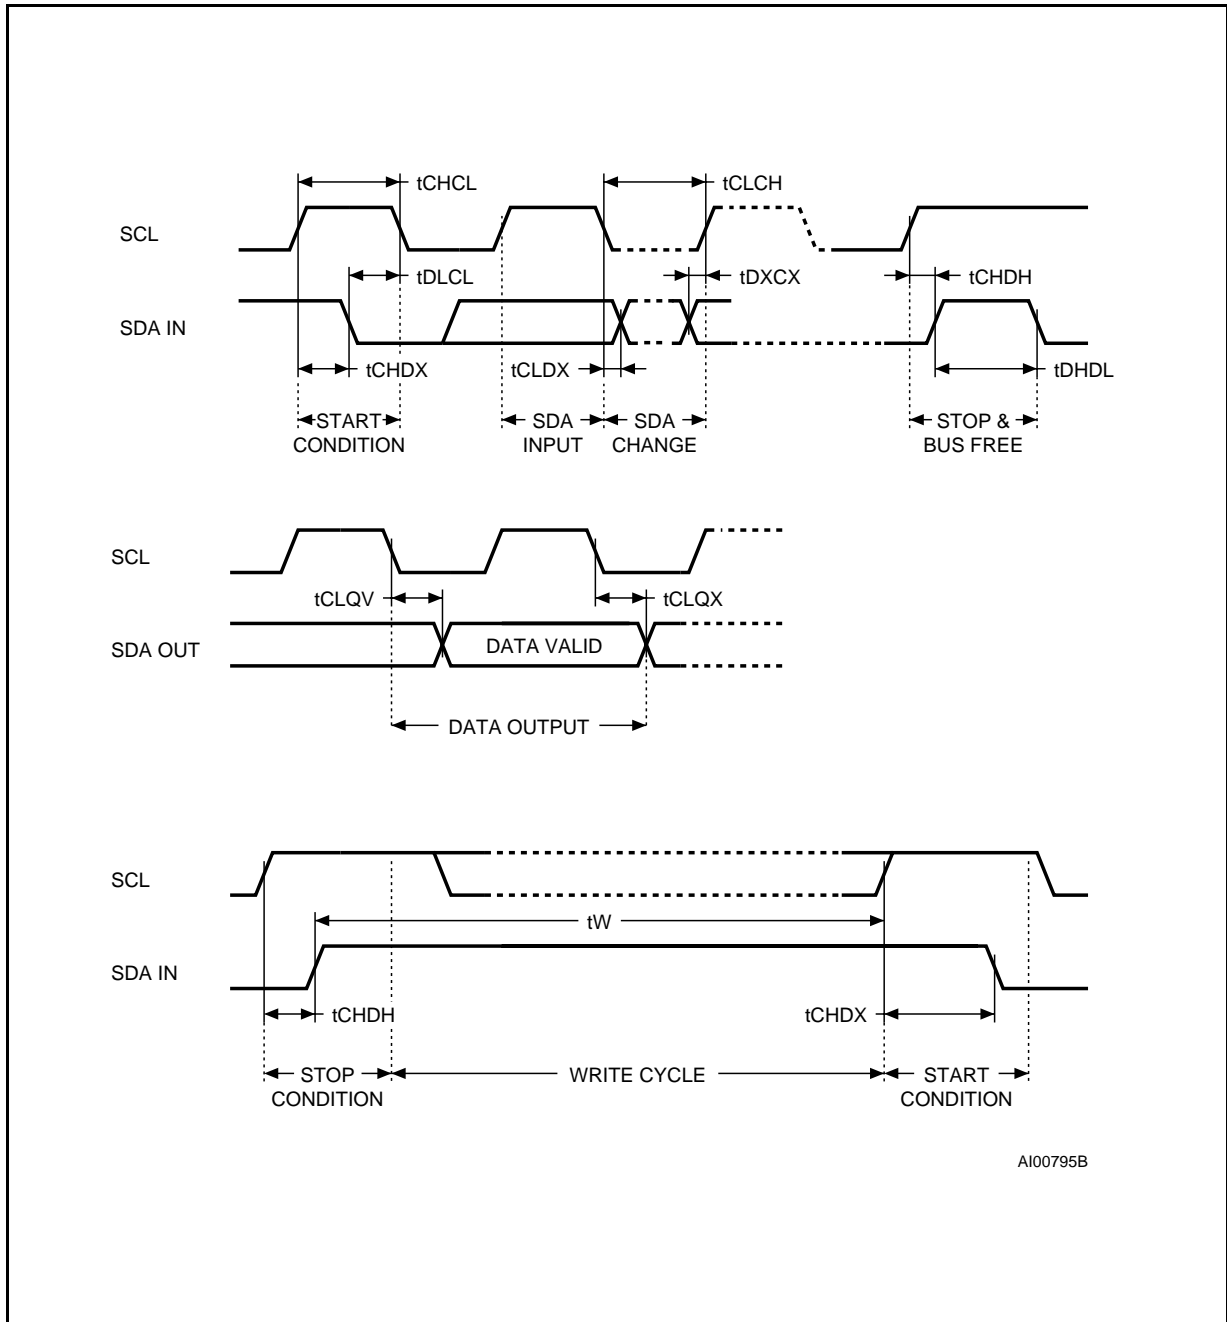 tCHCL
tCLCH
SCL
tDLCL
tDXCX
tCHDH
SDA IN
tCHDX
tCLDX
tDHDL
START
CONDITION
SDA
INPUT
SDA
CHANGE
STOP &
BUS FREE
SCL
tCLQV
tCLQX
SDA OUT
DATA VALID
DATA OUTPUT
SCL
tW
SDA IN
tCHDH
tCHDX
STOP
CONDITION
WRITE CYCLE
START
CONDITION
AI00795B